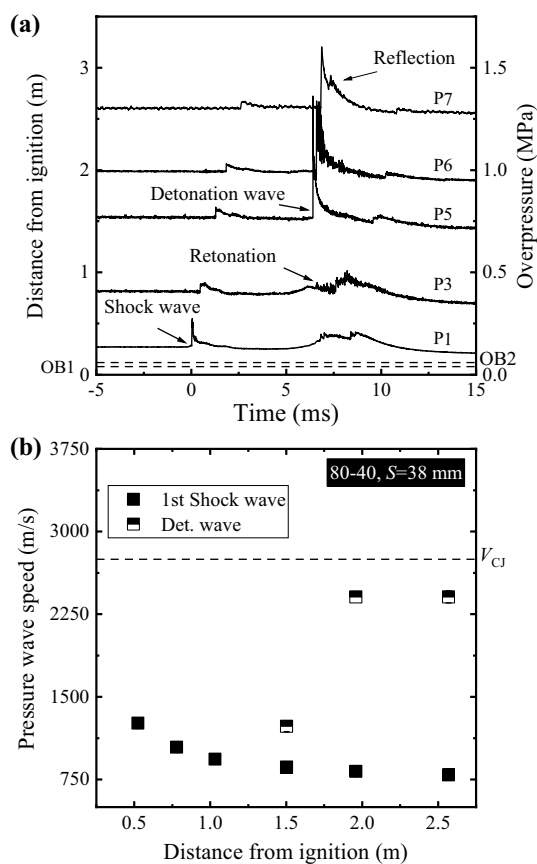 (a)
Distance from ignition (m)
3
2
1
0
OB1
Reflection
P7
P6
Detonation wave
P5
Retonation
P3
Shock wave
P1
OB2
1.5
1.0
0.5
0.0
Overpressure (MPa)
-5 0 5 10 15
Time (ms)
(b)
Pressure wave speed (m/s)
3750
3000
2250
1500
750
80-40, S=38 mm
1st Shock wave
Det. wave
VCJ
0.5 1.0 1.5 2.0 2.5
Distance from ignition (m)